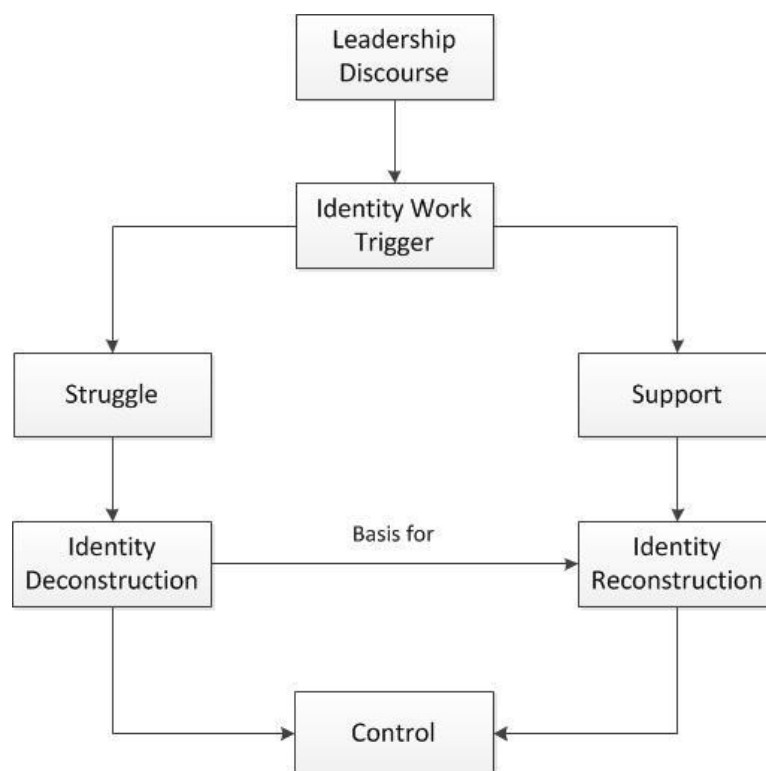 Leadership
Discourse
Identity Work
Trigger
Struggle
Support
Identity
Deconstruction
Basis for
Identity
Reconstruction
Control